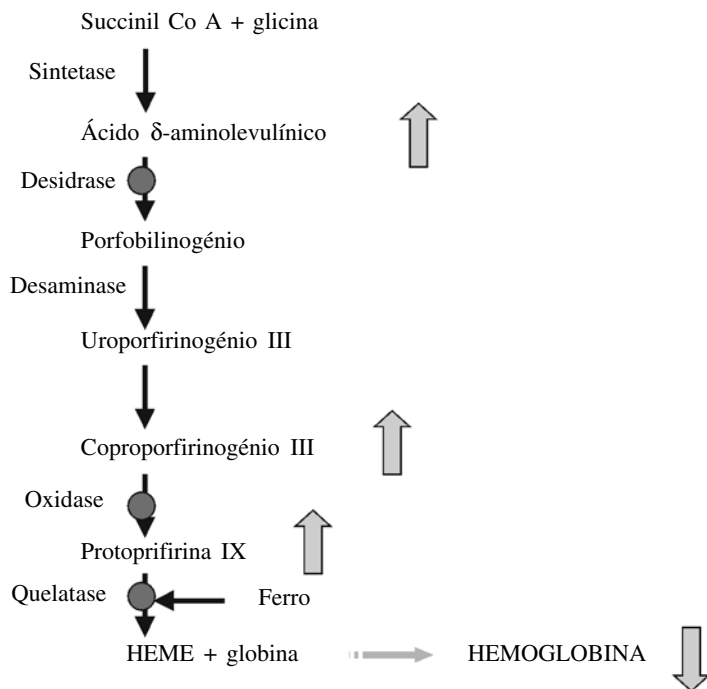 Succinil Co A + glicina
Sintetase
Ácido δ-aminolevulínico
Desidrase
Porfobilinogénio
Desaminase
Uroporfirinogénio III
Coproporfirinogénio III
Oxidase
Protoprifirina IX
Quelatase
Ferro
HEME + globina
HEMOGLOBINA